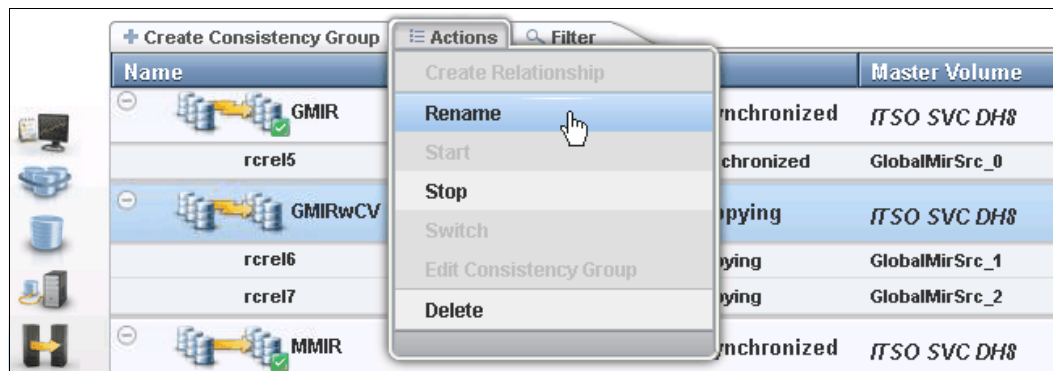 Create Consistency Group Actions Filter
Name Master Volume
Create Relationship
GMIR nchronized ITSO SVC DH8
Rename
rcrel5 chronized GlobalMirSrc_0
Start
Stop
GMIRwCV pying ITSO SVC DH8
Switch
rcrel6 ying GlobalMirSrc_1
Edit Consistency Group
rcrel7 ying GlobalMirSrc_2
Delete
MMIR nchronized ITSO SVC DH8